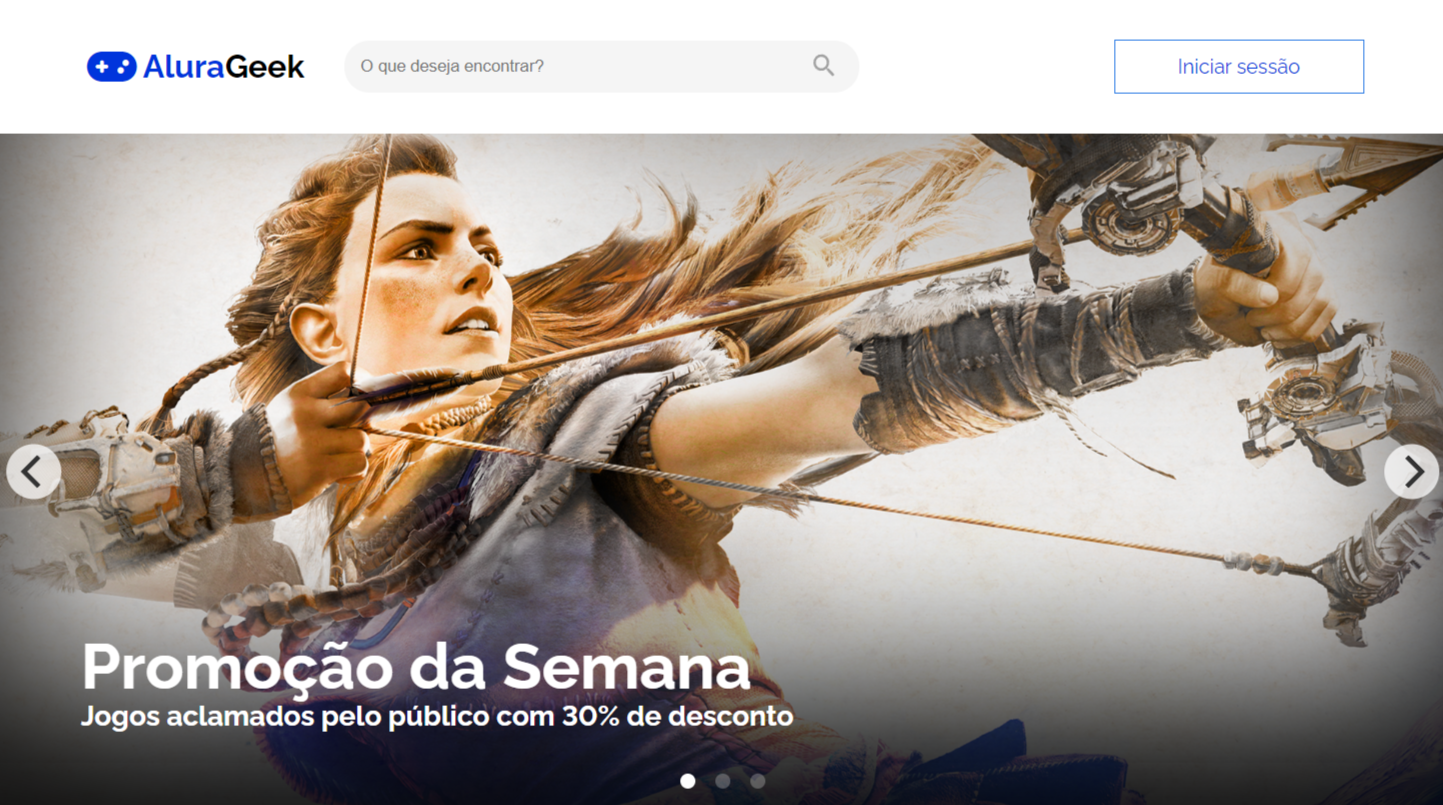 AluraGeek
O que deseja encontrar?
Iniciar sessão
Promoção da Semana
Jogos aclamados pelo público com 30% de desconto